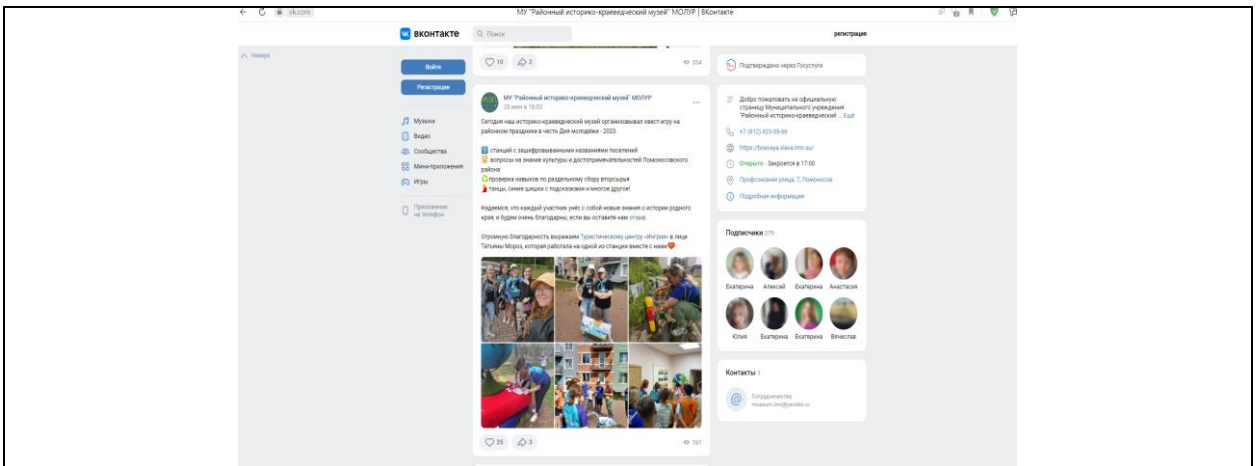 vk.com
МУ "Районный историко-краеведческий музей" МОЛУР | ВКонтакте
ВКОНТАКТЕ
Поиск
регистрация
Наверх
Войти
Регистрация
Музыка
Видео
Сообщества
Мини-приложения
Игры
Приложение
на телефон
10
2
МУ "Районный историко-краеведческий музей" МОЛУР
Сегодня наш историко-краеведческий музей организовывал квест-игру на
районном празднике в честь Дня молодёжи - 2023.
станций с зашифрованными названиями поселений
вопросы на знание культуры и достопримечательностей Ломоносовского
района
проверка навыков по раздельному сбору вторсырья
танцы, синие шишки с подсказками и многое другое!
Надеемся, что каждый участник унёс с собой новые знания о истории родного
края, и будем очень благодарны, если вы оставите нам отзыв.
Огромную благодарность выражаем Туристическому центру «Ингрия» в лице
Татьяны Мороз, которая работала на одной из станции вместе с нами
25
3
Подтверждено через Госуслуги
Добро пожаловать на официальную
страницу Муниципального учреждения
"Районный историко-краеведческий ... Ещё
+7 (812) 423-05-66
Открыто · Закроется в 17:00
Профсоюзная улица, 7, Ломоносов
Подробная информация
Подписчики
Екатерина Алексей Екатерина Анастасия
Юлия Екатерина Екатерина Вячеслав
Контакты 1
Сотрудничество